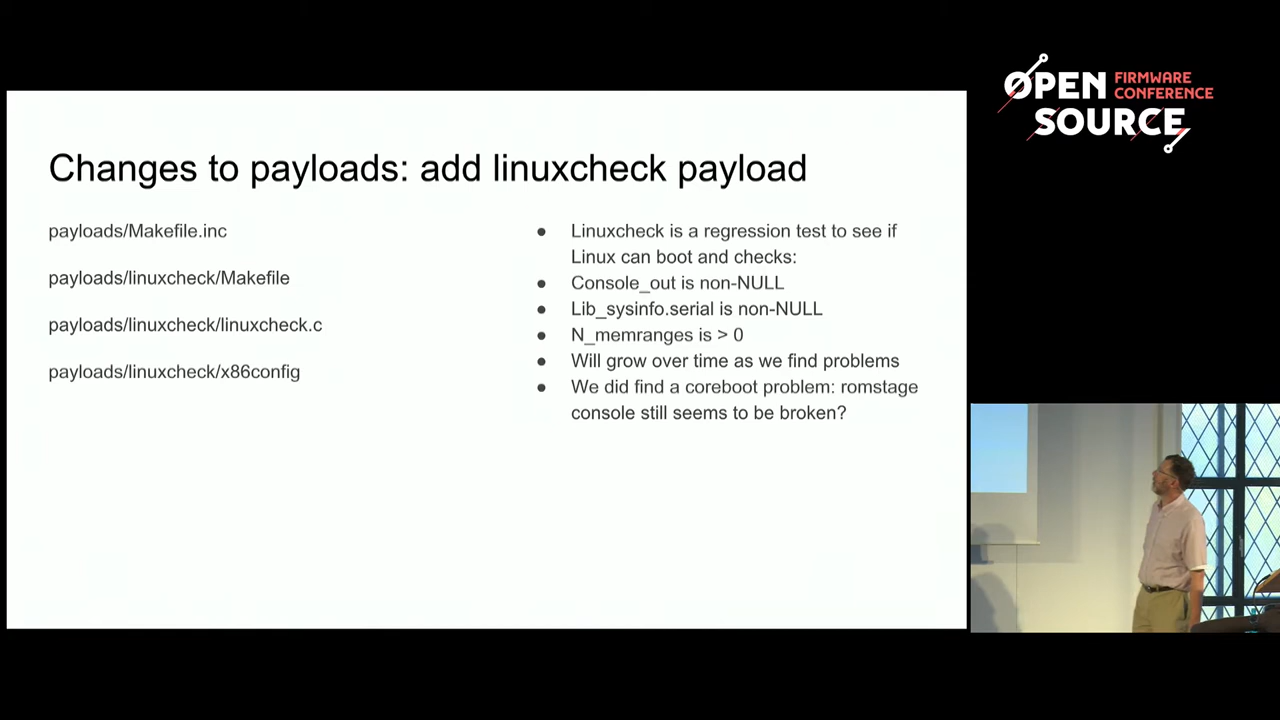 OPEN FIRMWARE
CONFERENCE
SOURCE
Changes to payloads: add linuxcheck payload
payloads/Makefile.inc
payloads/linuxcheck/Makefile
payloads/linuxcheck/linuxcheck.c
payloads/linuxcheck/x86config
● Linuxcheck is a regression test to see if
Linux can boot and checks:
● Console_out is non-NULL
● Lib_sysinfo.serial is non-NULL
● N_memranges is > 0
● Will grow over time as we find problems
● We did find a coreboot problem: romstage
console still seems to be broken?